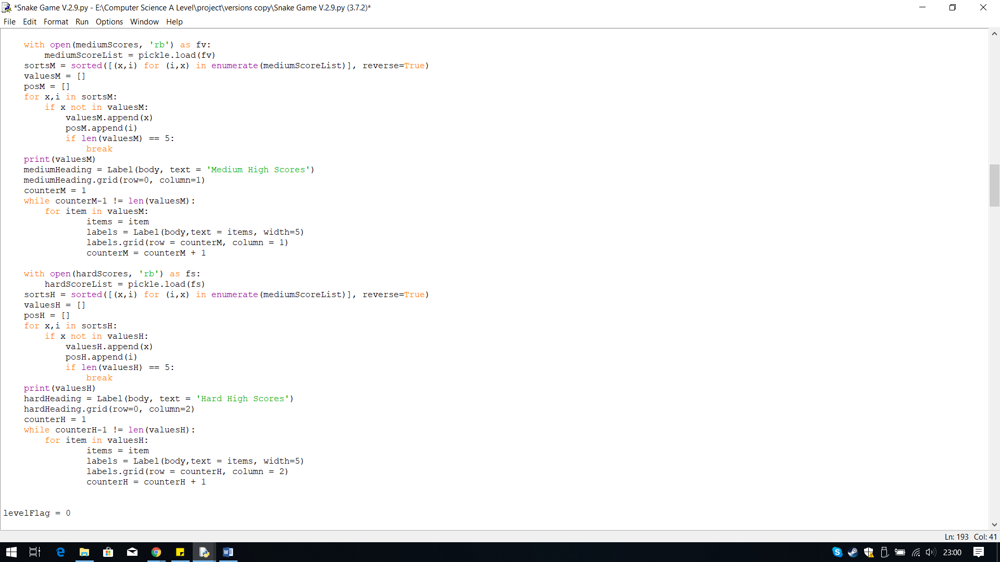 *Snake Game V.2.9.py - E:\Computer Science A Level\project\versions copy\Snake Game V.2.9.py (3.7.2)*
File Edit Format Run Options Window Help
    with open(mediumScores, 'rb') as fv:
        mediumScoreList = pickle.load(fv)
    sortsM = sorted([(x,i) for (i,x) in enumerate(mediumScoreList)], reverse=True)
    valuesM = []
    posM = []
    for x,i in sortsM:
        if x not in valuesM:
            valuesM.append(x)
            posM.append(i)
            if len(valuesM) == 5:
                break
    print(valuesM)
    mediumHeading = Label(body, text = 'Medium High Scores')
    mediumHeading.grid(row=0, column=1)
    counterM = 1
    while counterM-1 != len(valuesM):
        for item in valuesM:
                items = item
                labels = Label(body,text = items, width=5)
                labels.grid(row = counterM, column = 1)
                counterM = counterM + 1
    with open(hardScores, 'rb') as fs:
        hardScoreList = pickle.load(fs)
    sortsH = sorted([(x,i) for (i,x) in enumerate(mediumScoreList)], reverse=True)
    valuesH = []
    posH = []
    for x,i in sortsH:
        if x not in valuesH:
            valuesH.append(x)
            posH.append(i)
            if len(valuesH) == 5:
                break
    print(valuesH)
    hardHeading = Label(body, text = 'Hard High Scores')
    hardHeading.grid(row=0, column=2)
    counterH = 1
    while counterH-1 != len(valuesH):
        for item in valuesH:
                items = item
                labels = Label(body,text = items, width=5)
                labels.grid(row = counterH, column = 2)
                counterH = counterH + 1
levelFlag = 0
Ln: 193 Col: 41
23:00